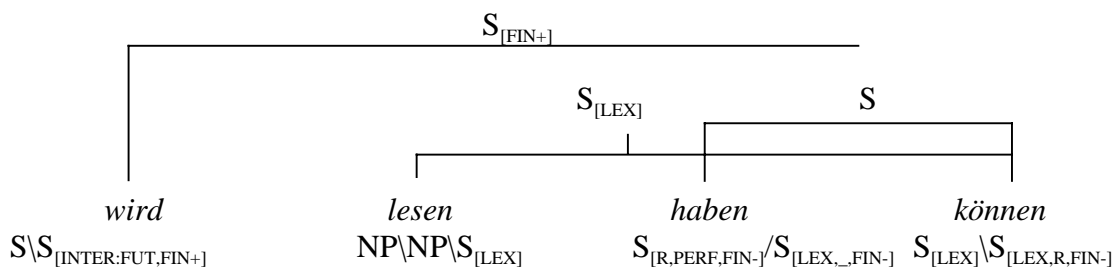 S[FIN+]
S[LEX] S
wird lesen haben können
S\S[INTER:FUT,FIN+] NP\NP\S[LEX] S[R,PERF,FIN-]/S[LEX,_,FIN-] S[LEX]\S[LEX,R,FIN-]